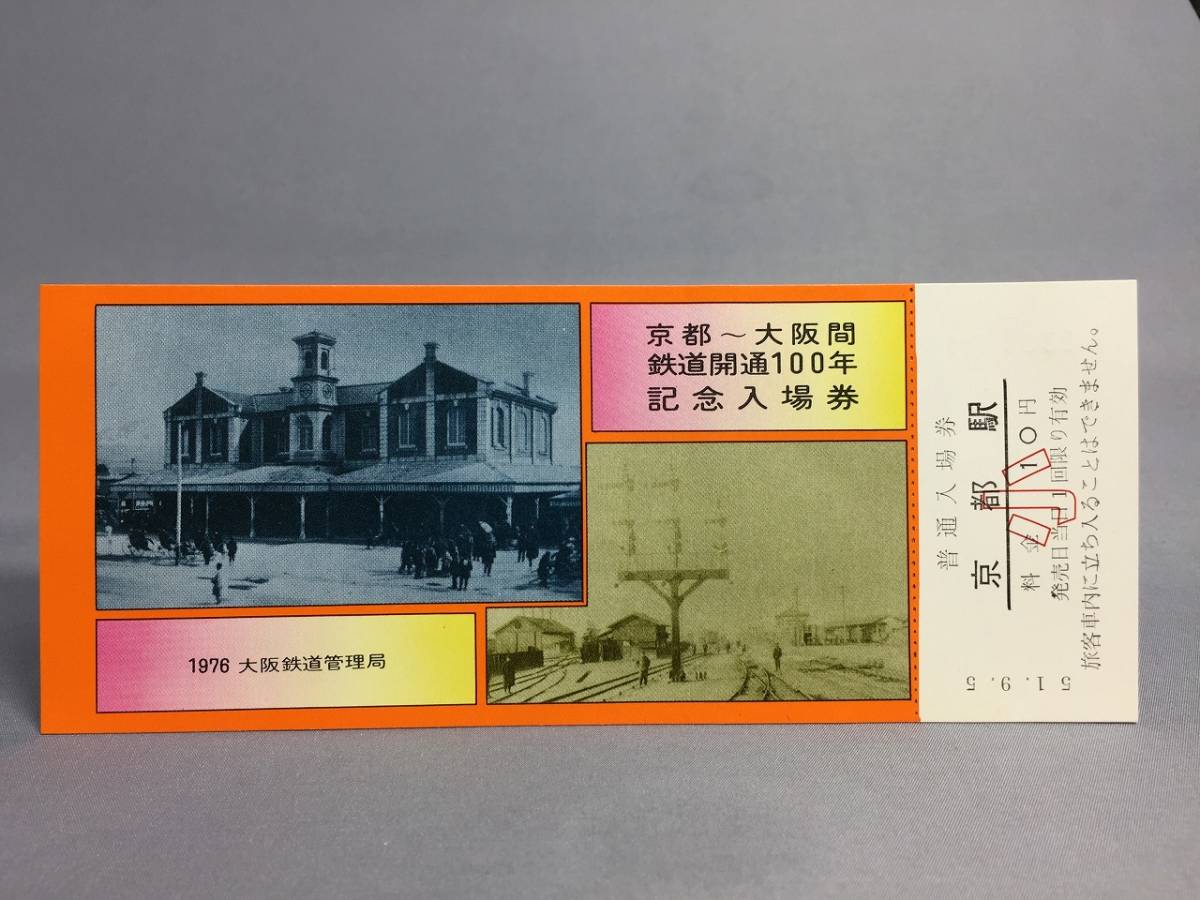 京都～大阪間
鉄道開通100年
記念入場券
1976 大阪鉄道管理局
普通入場券
京都駅
小
料金 10円
発売日当日1回限り有効
旅客車内に立ち入ることはできません。
51.9.5